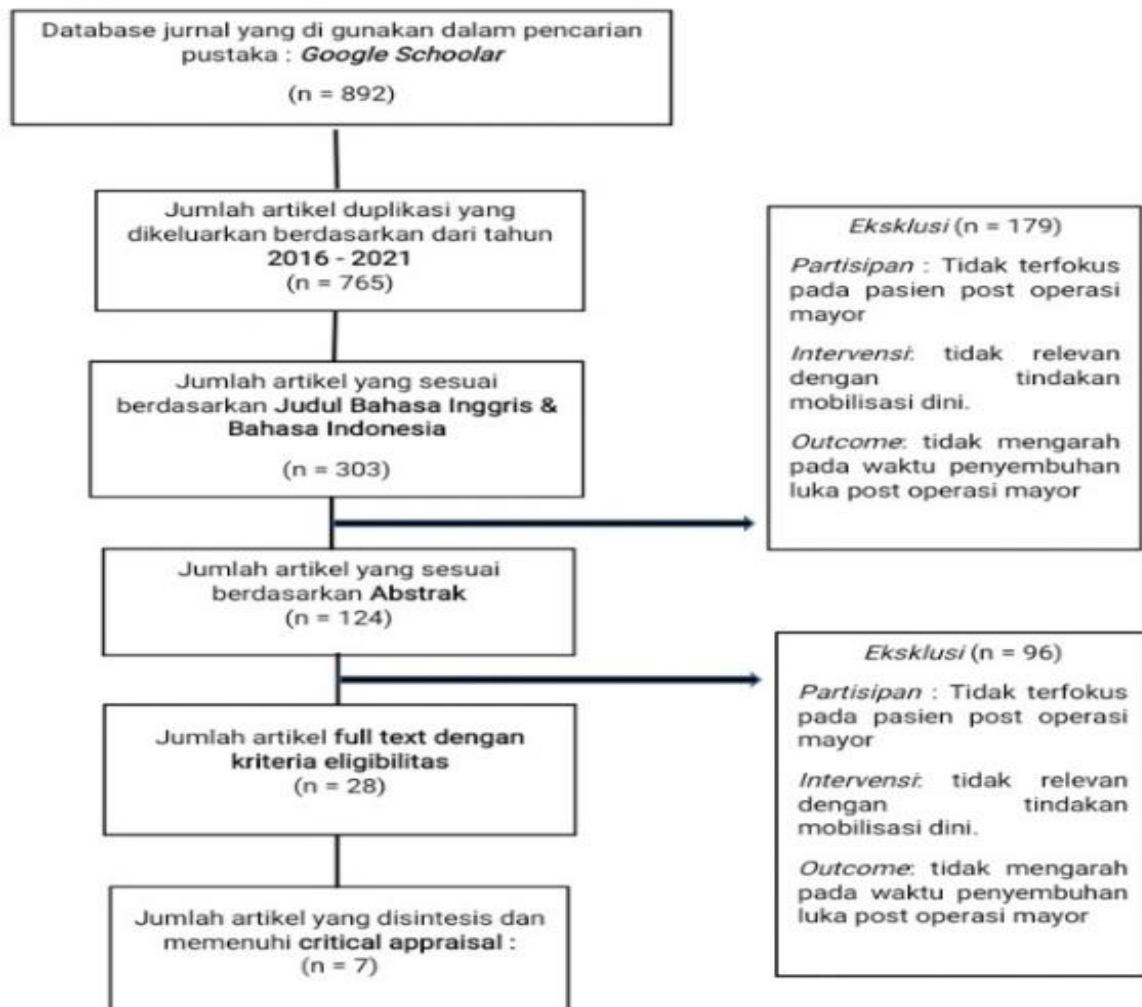 Database jurnal yang di gunakan dalam pencarian
pustaka : Google Schoolar
(n = 892)
Jumlah artikel duplikasi yang
dikeluarkan berdasarkan dari tahun
2016 - 2021
(n = 765)
Jumlah artikel yang sesuai
berdasarkan Judul Bahasa Inggris &
Bahasa Indonesia
(n = 303)
Eksklusi (n = 179)
Partisipan : Tidak terfokus
pada pasien post operasi
mayor
Intervensi: tidak relevan
dengan tindakan
mobilisasi dini.
Outcome: tidak mengarah
pada waktu penyembuhan
luka post operasi mayor
Jumlah artikel yang sesuai
berdasarkan Abstrak
(n = 124)
Eksklusi (n = 96)
Partisipan : Tidak terfokus
pada pasien post operasi
mayor
Intervensi: tidak relevan
dengan tindakan
mobilisasi dini.
Outcome: tidak mengarah
pada waktu penyembuhan
luka post operasi mayor
Jumlah artikel full text dengan
kriteria eligibilitas
(n = 28)
Jumlah artikel yang disintesis dan
memenuhi critical appraisal :
(n = 7)